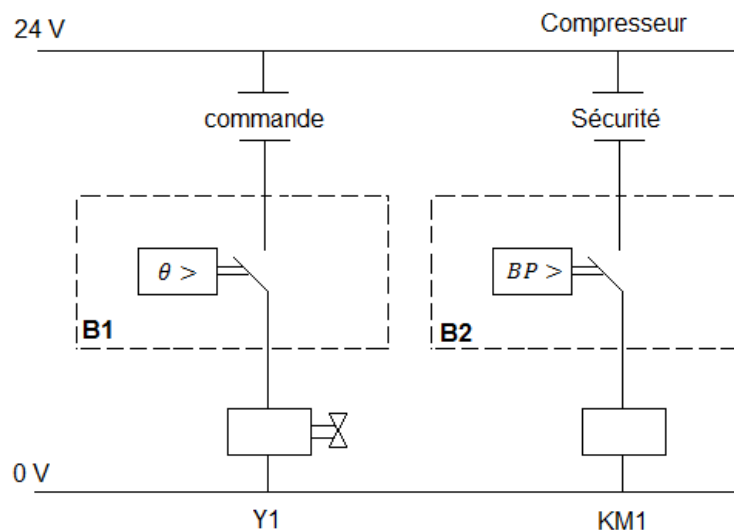 Compresseur
24 V
commande
Sécurité
θ >
BP >
B1
B2
0 V
Y1
KM1